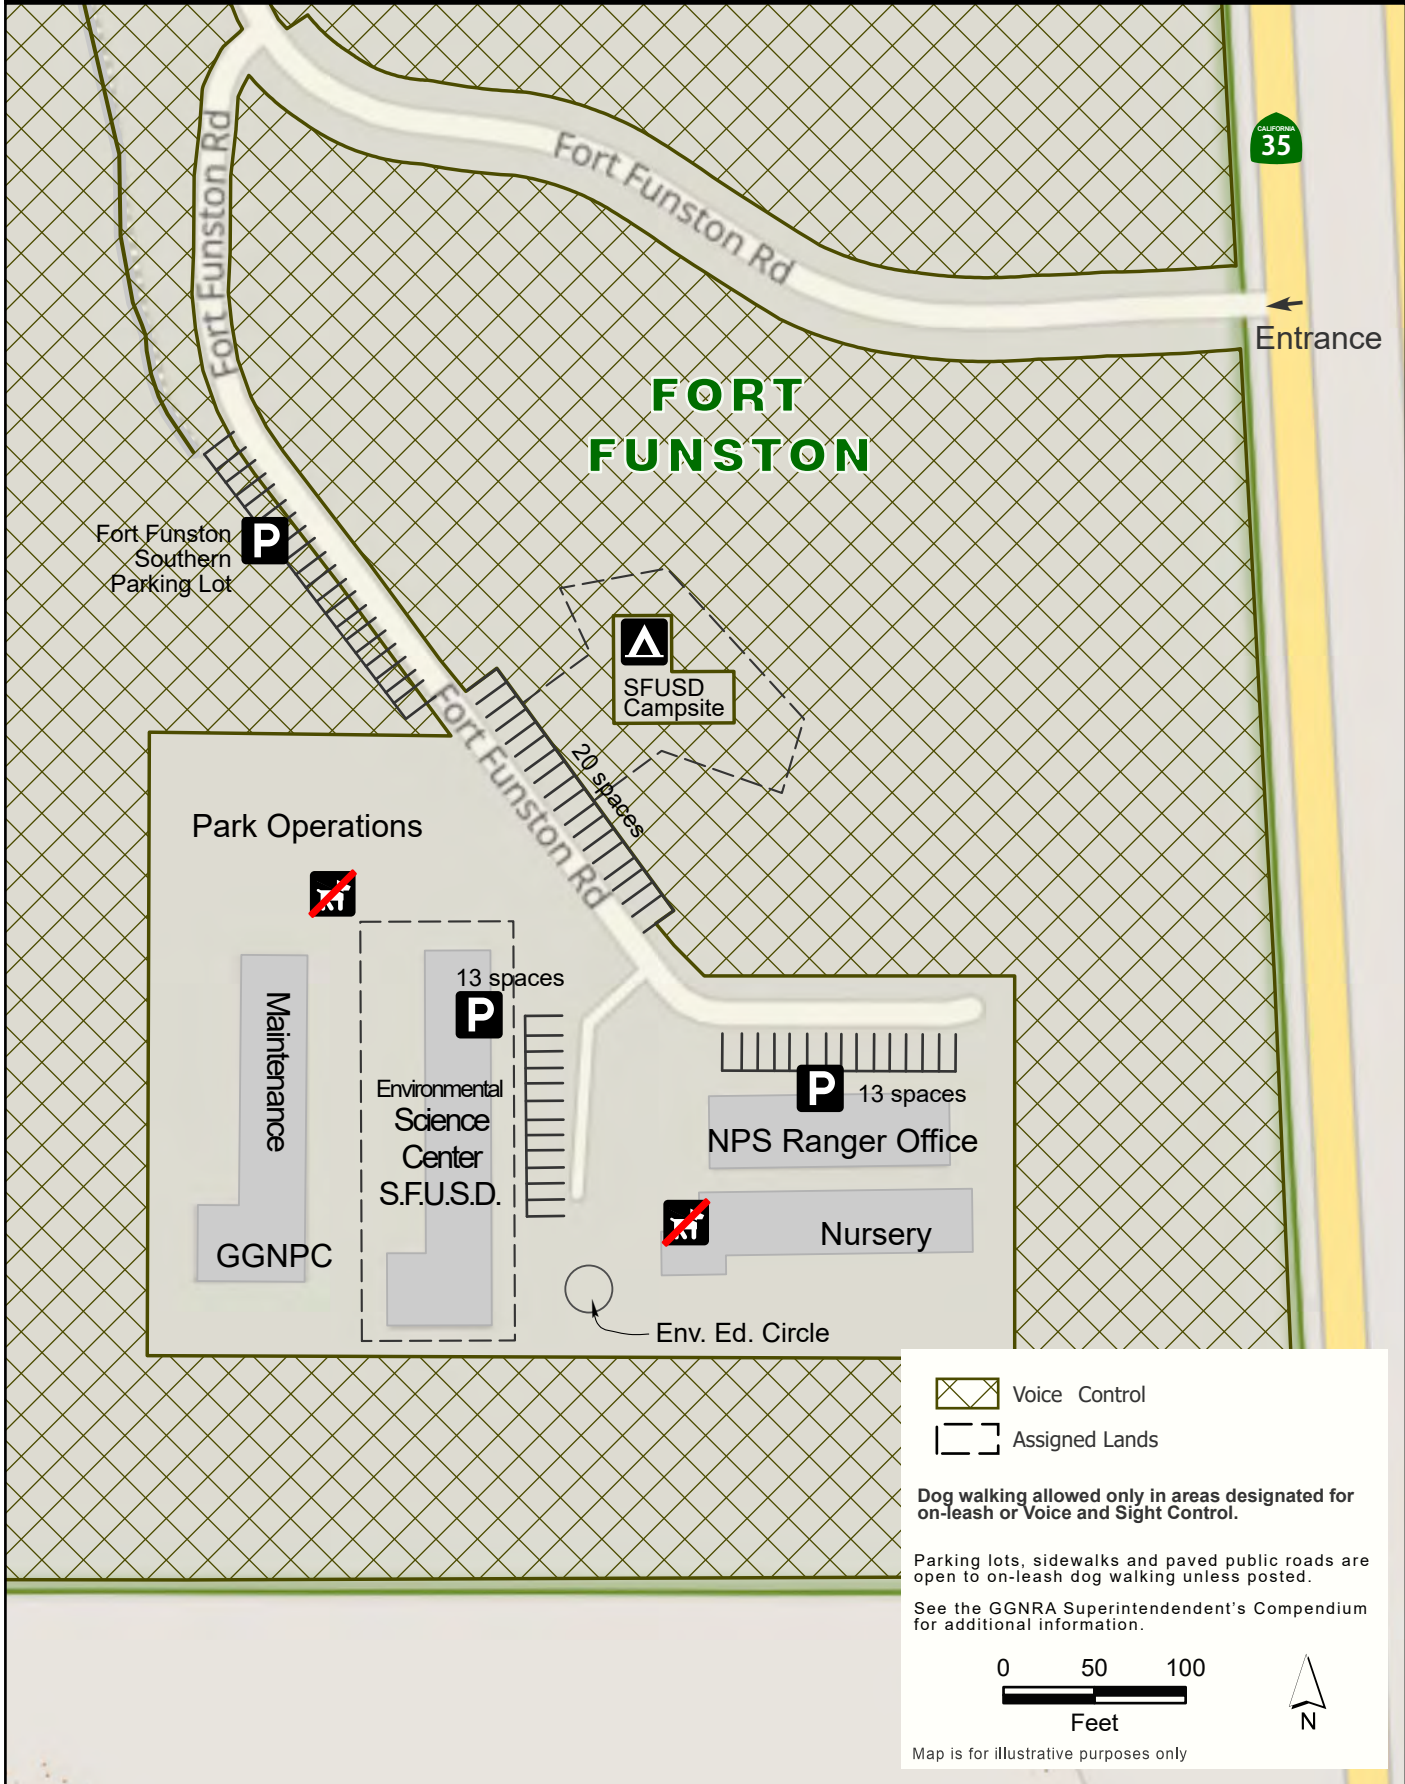 CALIFORNIA
35
Fort Funston Rd
Fort Funston Rd
Entrance
FORT
FUNSTON
Fort Funston
Southern
Parking Lot
P
SFUSD
Campsite
Fort Funston Rd
20 spaces
Park Operations
13 spaces
P
Maintenance
Environmental
Science
Center
S.F.U.S.D.
P
13 spaces
NPS Ranger Office
Nursery
GGNPC
Env. Ed. Circle
Voice Control
Assigned Lands
Dog walking allowed only in areas designated for
on-leash or Voice and Sight Control.
Parking lots, sidewalks and paved public roads are
open to on-leash dog walking unless posted.
See the GGNRA Superintendendent's Compendium
for additional information.
0 50 100
Feet
N
Map is for illustrative purposes only